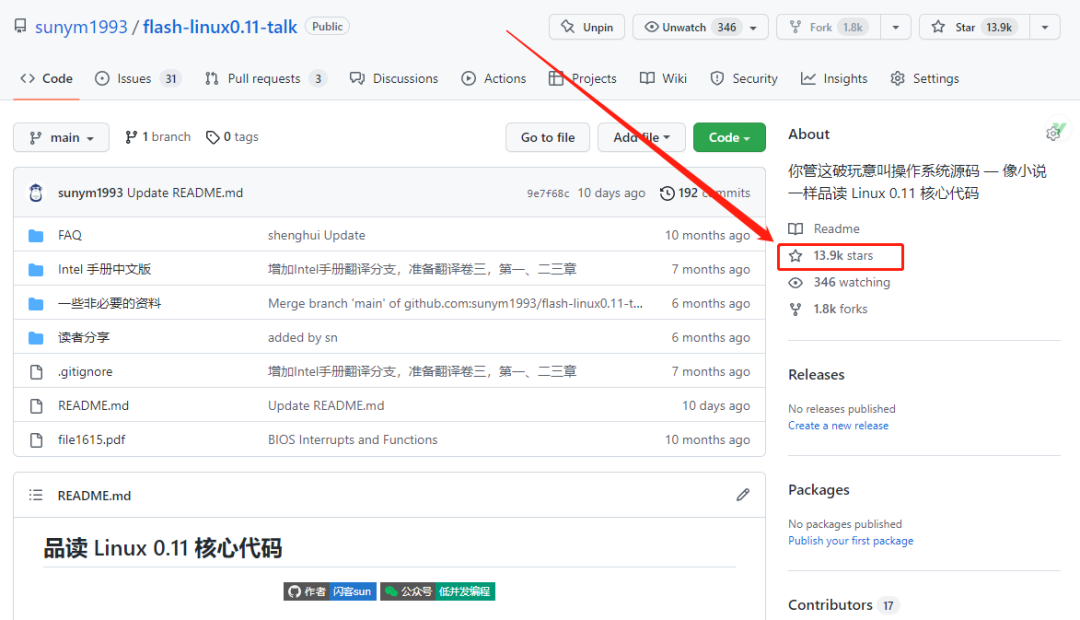 sunym1993 / flash-linux0.11-talk Public Unpin Unwatch 346 Fork 1.8k Star 13.9k
Code Issues 31 Pull requests 3 Discussions Actions Projects Wiki Security Insights Settings
main 1 branch 0 tags Go to file Add file Code
sunym1993 Update README.md 9e7f68c 10 days ago 192 commits
FAQ shenghui Update 10 months ago
Intel 手册中文版 增加Intel手册翻译分支，准备翻译卷三，第一、二三章 7 months ago
一些非必要的资料 Merge branch 'main' of github.com:sunym1993/flash-linux0.11-t... 6 months ago
读者分享 added by sn 6 months ago
.gitignore 增加Intel手册翻译分支，准备翻译卷三，第一、二三章 7 months ago
README.md Update README.md 10 days ago
file1615.pdf BIOS Interrupts and Functions 10 months ago
README.md
品读 Linux 0.11 核心代码
作者 闪客sun 公众号 低并发编程
About
你管这破玩意叫操作系统源码 — 像小说
一样品读 Linux 0.11 核心代码
Readme
13.9k stars
346 watching
1.8k forks
Releases
No releases published
Create a new release
Packages
No packages published
Publish your first package
Contributors 17